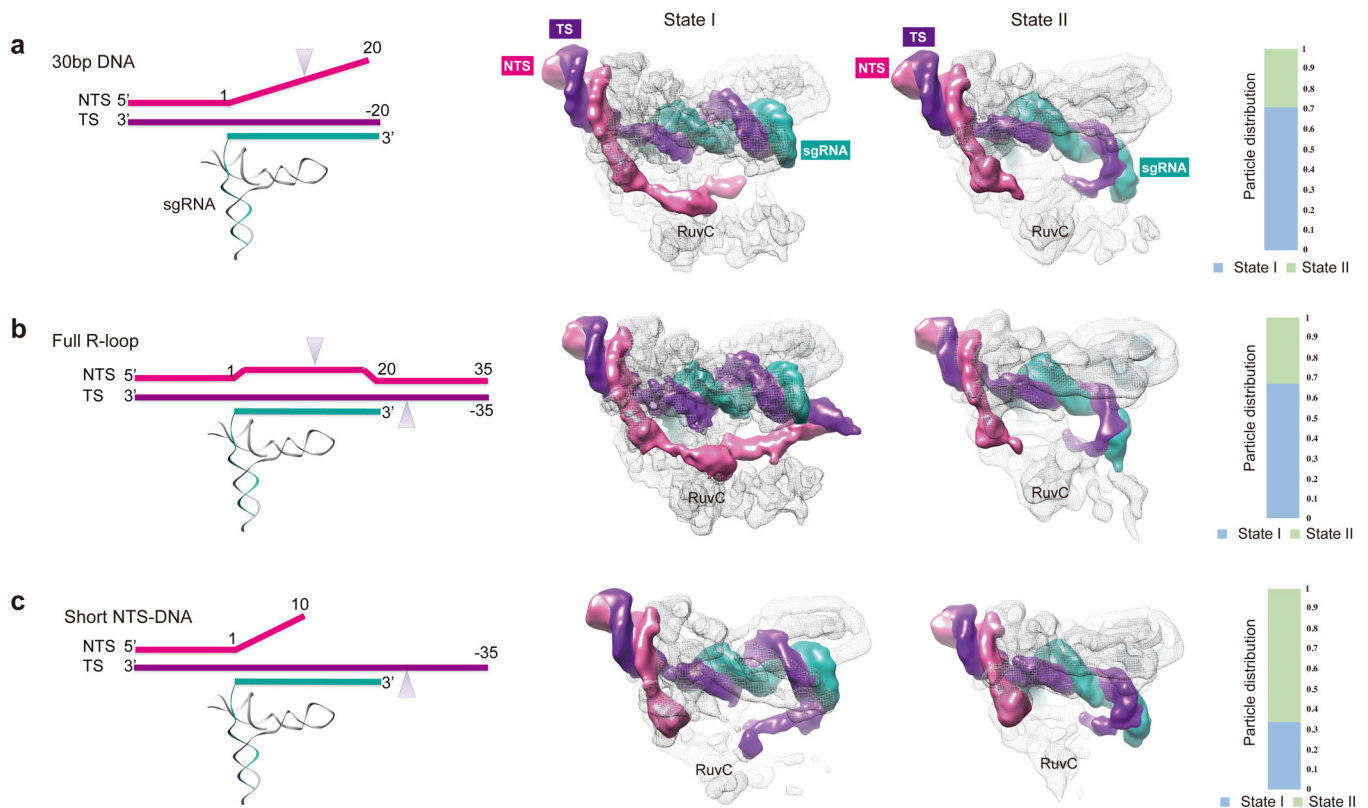 State I
State II
a
30bp DNA
20
1
NTS 5’
TS 3’
-20
3’
sgRNA
TS
NTS
sgRNA
RuvC
TS
NTS
sgRNA
RuvC
Particle distribution
1
0.9
0.8
0.7
0.6
0.5
0.4
0.3
0.2
0.1
0
State I State II
b
Full R-loop
1
20
35
NTS 5’
TS 3’
-35
3’
RuvC
RuvC
Particle distribution
1
0.9
0.8
0.7
0.6
0.5
0.4
0.3
0.2
0.1
0
State I State II
c
Short NTS-DNA
10
1
NTS 5’
TS 3’
-35
3’
RuvC
RuvC
Particle distribution
1
0.9
0.8
0.7
0.6
0.5
0.4
0.3
0.2
0.1
0
State I State II